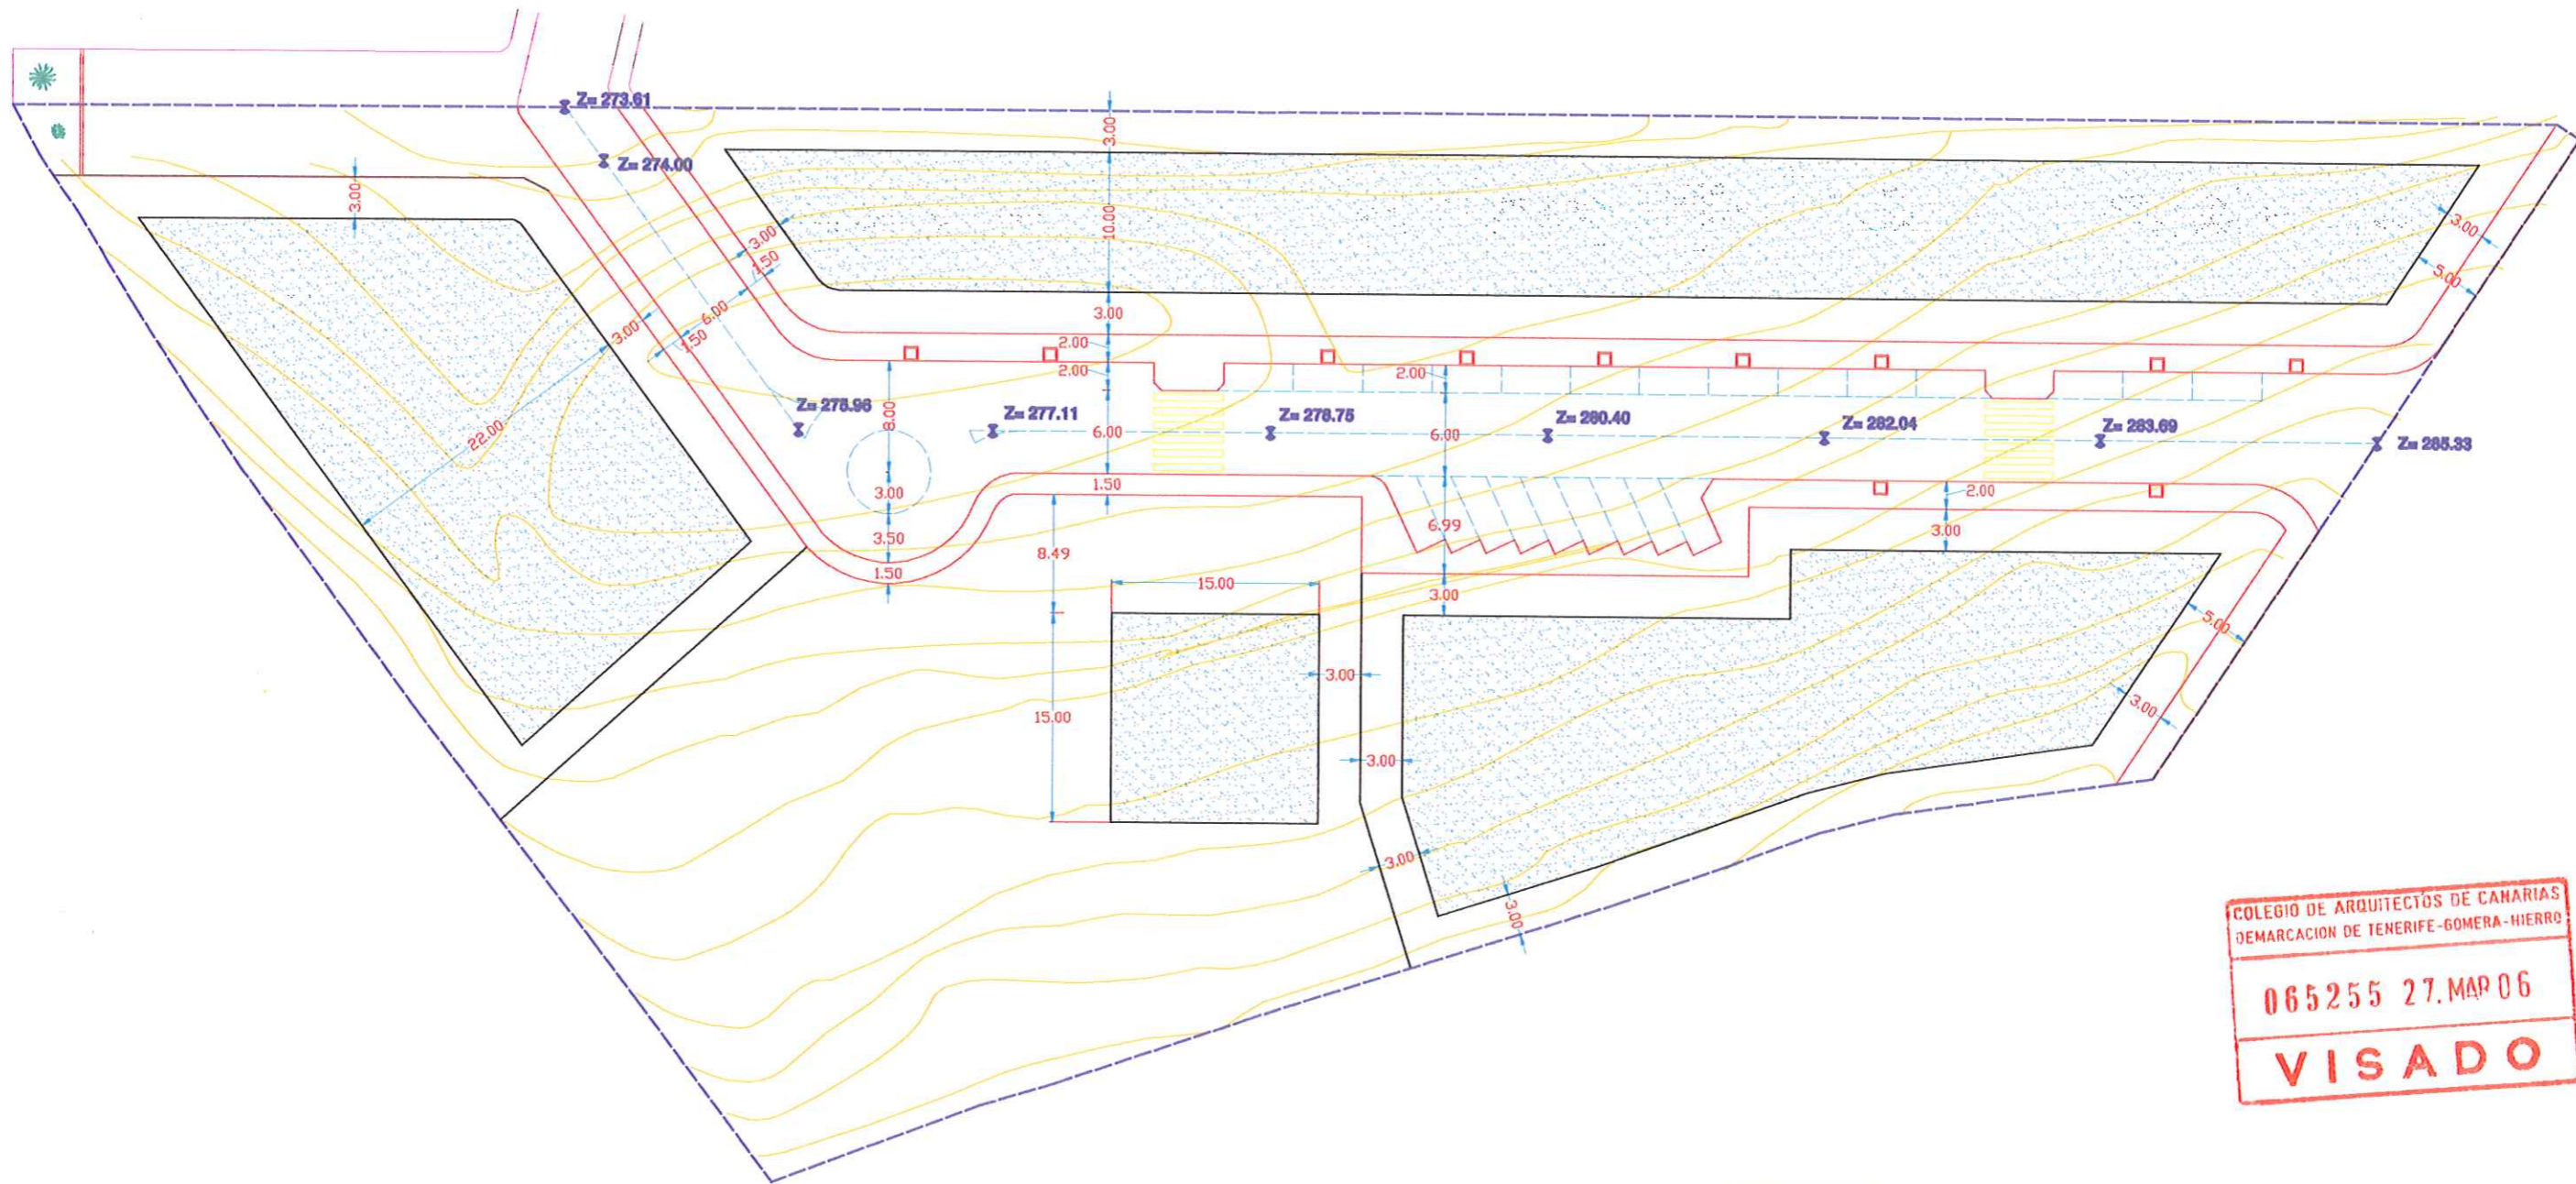 Z= 273.61
Z= 274.00
3.00
3.00
10.00
3.00
1.50
6.00
1.50
3.00
22.00
3.00
2.00
2.00
2.00
3.00
5.00
Z= 275.96
8.00
Z= 277.11
6.00
Z= 278.75
6.00
Z= 280.40
Z= 282.04
Z= 283.69
Z= 285.33
3.00
3.50
1.50
1.50
8.49
15.00
6.99
3.00
2.00
3.00
5.00
3.00
15.00
3.00
3.00
3.00
3.00
COLEGIO DE ARQUITECTOS DE CANARIAS
DEMARCACION DE TENERIFE-GOMERA-HIERRO
065255 27. MAR 06
VISADO